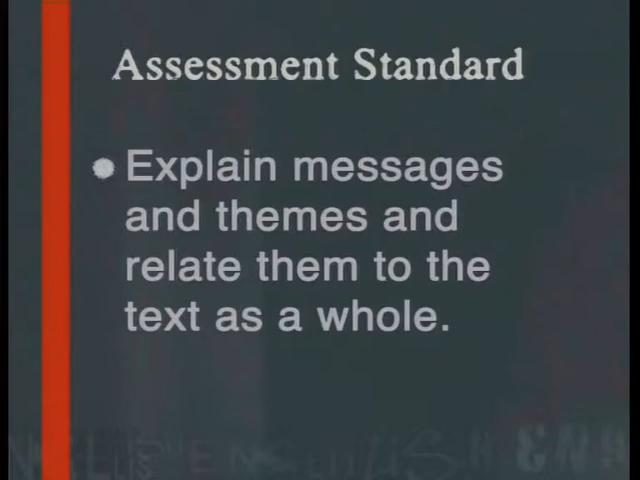 Assessment Standard
Explain messages
and themes and
relate them to the
text as a whole.